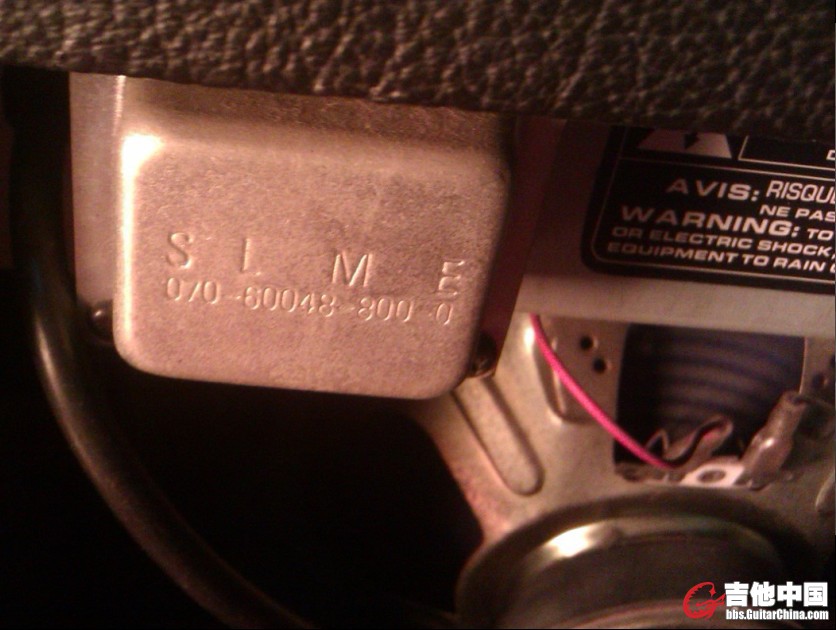 S L M E
070-60048-800-0
AVIS: RISQU
NE PAS
WARNING: TO
OR ELECTRIC SHOCK,
EQUIPMENT TO RAIN
吉他中国
bbs.GuitarChina.com